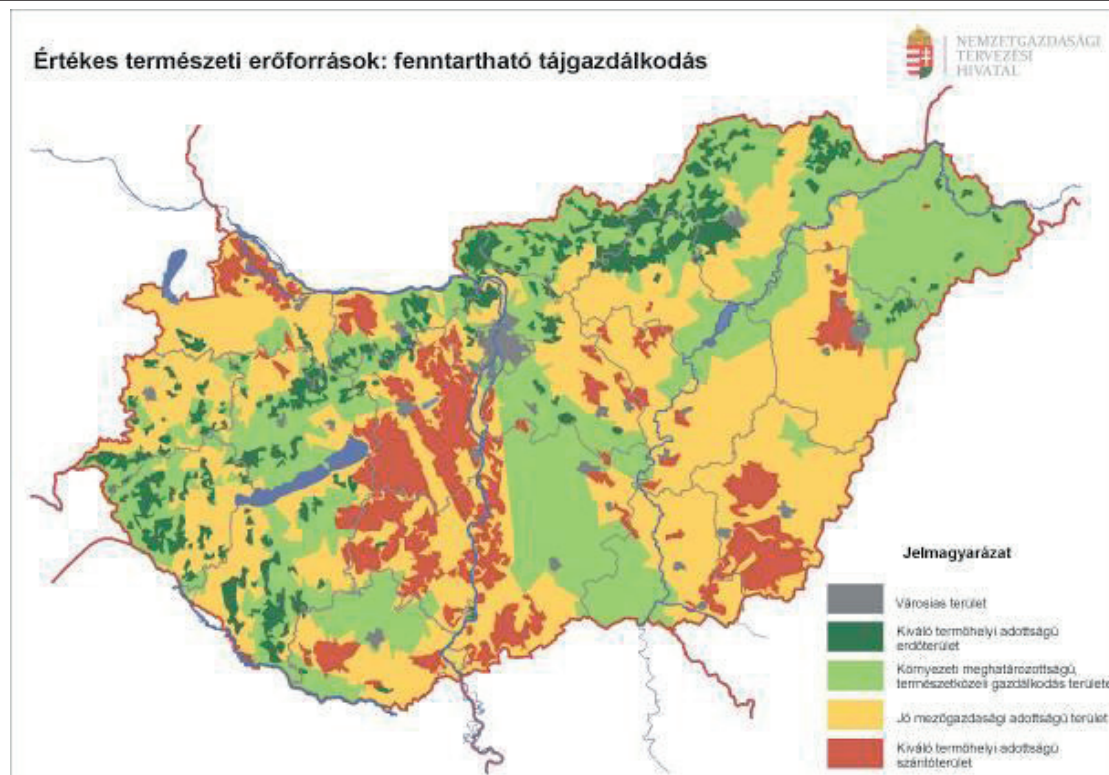 Értékes természeti erőforrások: fenntartható tájgazdálkodás
NEMZETGAZDASÁGI
TERVEZÉSI
HIVATAL
Jelmagyarázat
Városias terület
Kiváló termőhelyi adottságú
erdőterület
Környezeti meghatározottságú,
természetközeli gazdálkodás területe
Jó mezőgazdasági adottságú terület
Kiváló termőhelyi adottságú
szántóterület